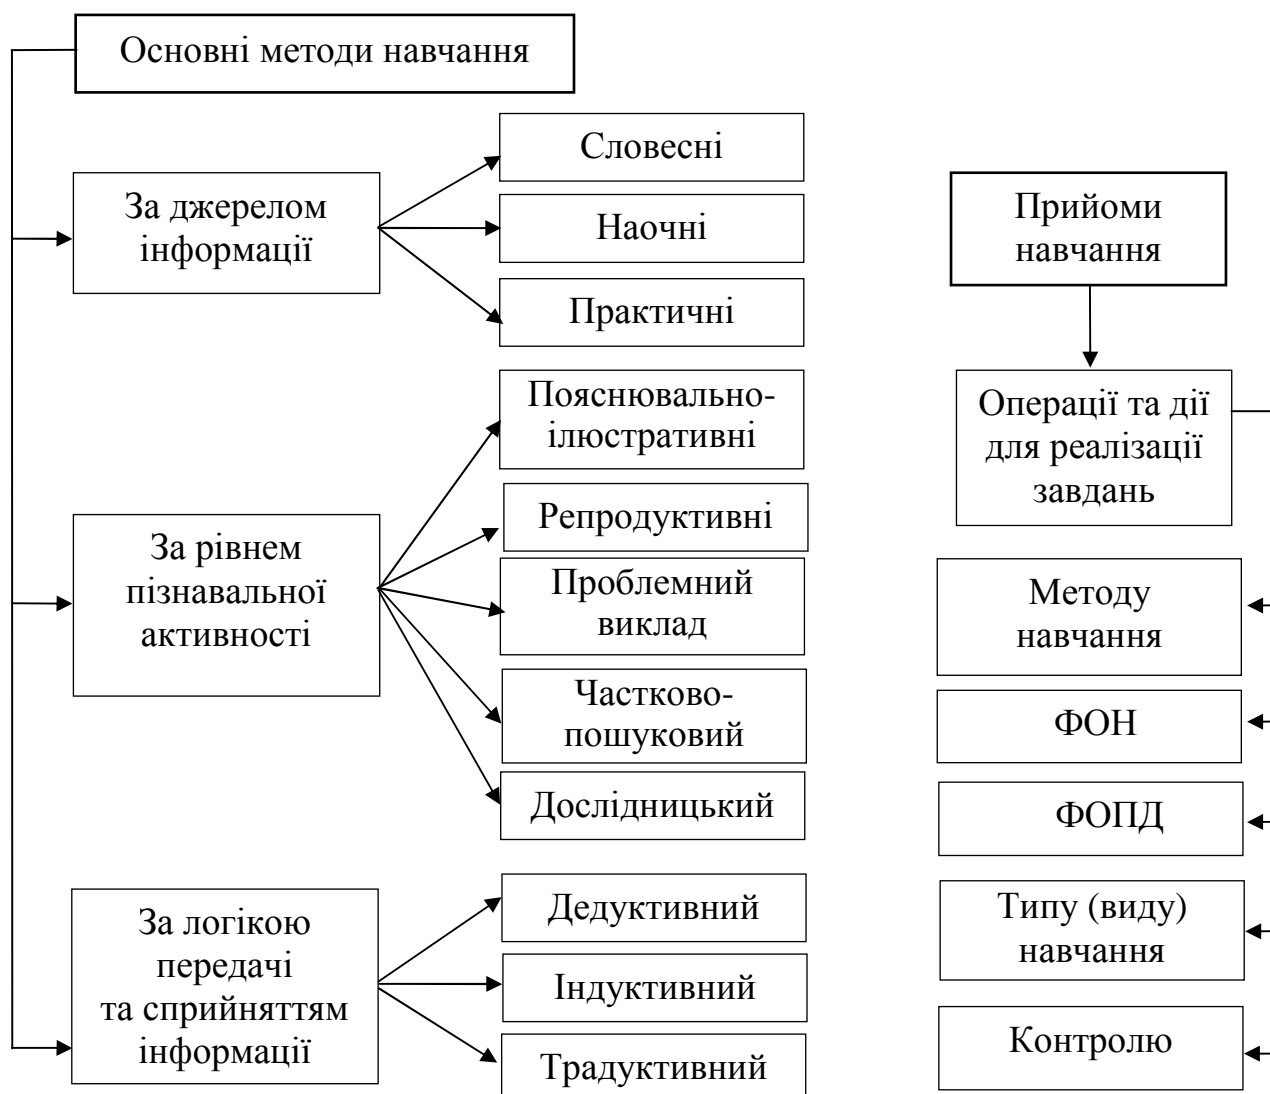 Основні методи навчання
За джерелом
інформації
Словесні
Наочні
Практичні
За рівнем
пізнавальної
активності
Пояснювально-
ілюстративні
Репродуктивні
Проблемний
виклад
Частково-
пошуковий
Дослідницький
За логікою
передачі
та сприйняттям
інформації
Дедуктивний
Індуктивний
Традуктивний
Прийоми
навчання
Операції та дії
для реалізації
завдань
Методу
навчання
ФОН
ФОПД
Типу (виду)
навчання
Контролю